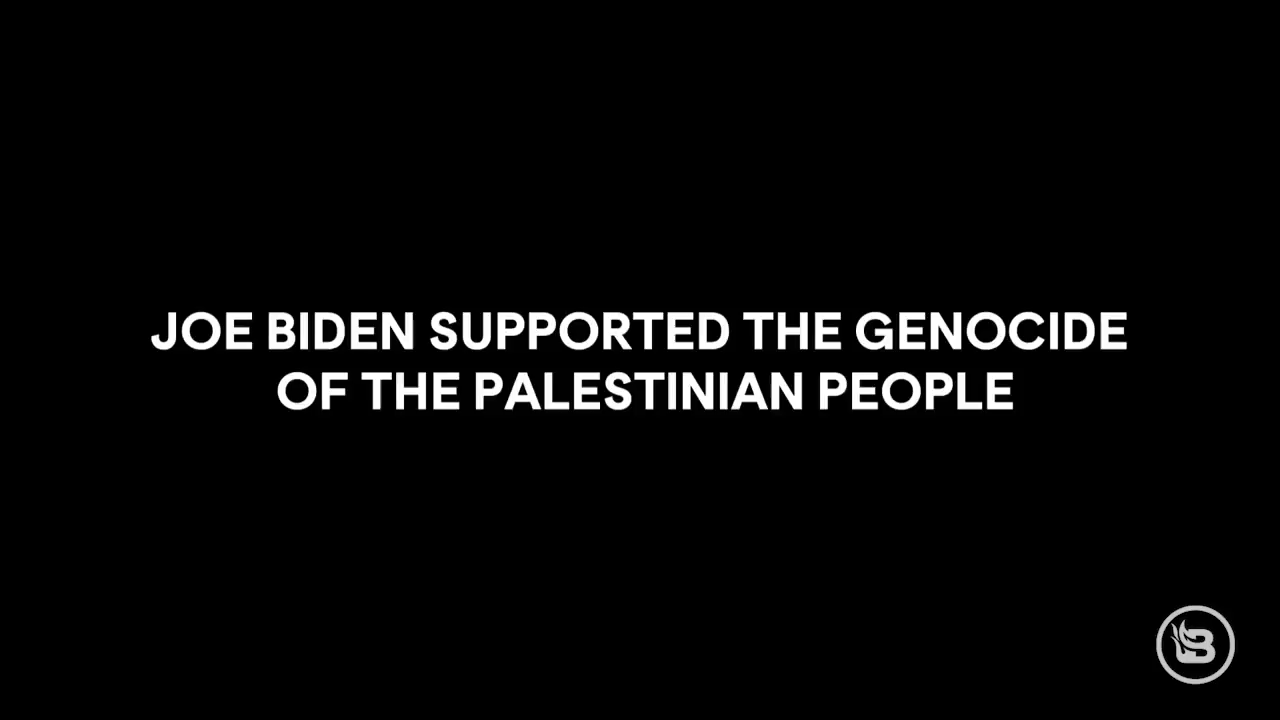 JOE BIDEN SUPPORTED THE GENOCIDE
OF THE PALESTINIAN PEOPLE
B